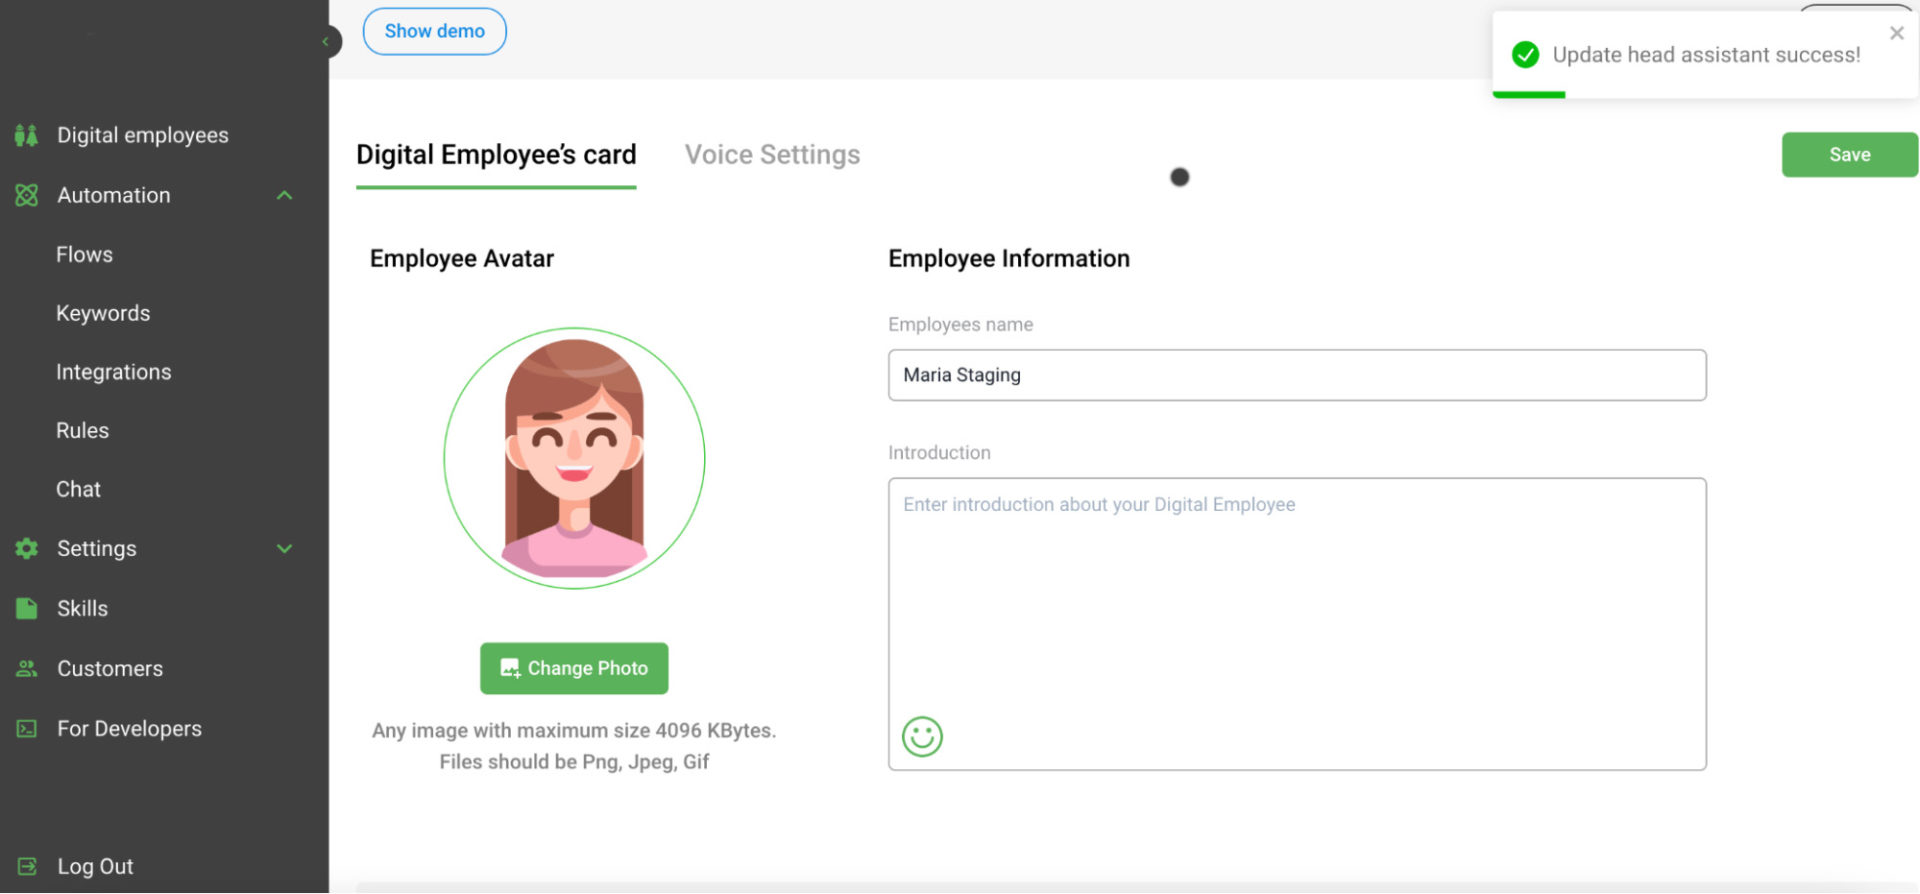 Show demo
Update head assistant success!
Digital employees
Automation
Flows
Keywords
Integrations
Rules
Chat
Settings
Skills
Customers
For Developers
Log Out
Digital Employee’s card
Voice Settings
Save
Employee Avatar
Change Photo
Any image with maximum size 4096 KBytes.
Files should be Png, Jpeg, Gif
Employee Information
Employees name
Maria Staging
Introduction
Enter introduction about your Digital Employee